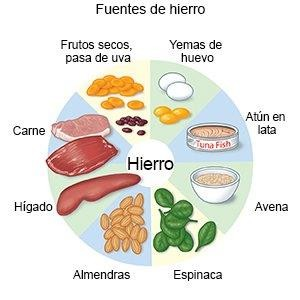 Fuentes de hierro
Frutos secos,
pasa de uva
Yemas de
huevo
Carne
Atún en
lata
Tuna Fish
Hierro
Hígado
Avena
Almendras
Espinaca